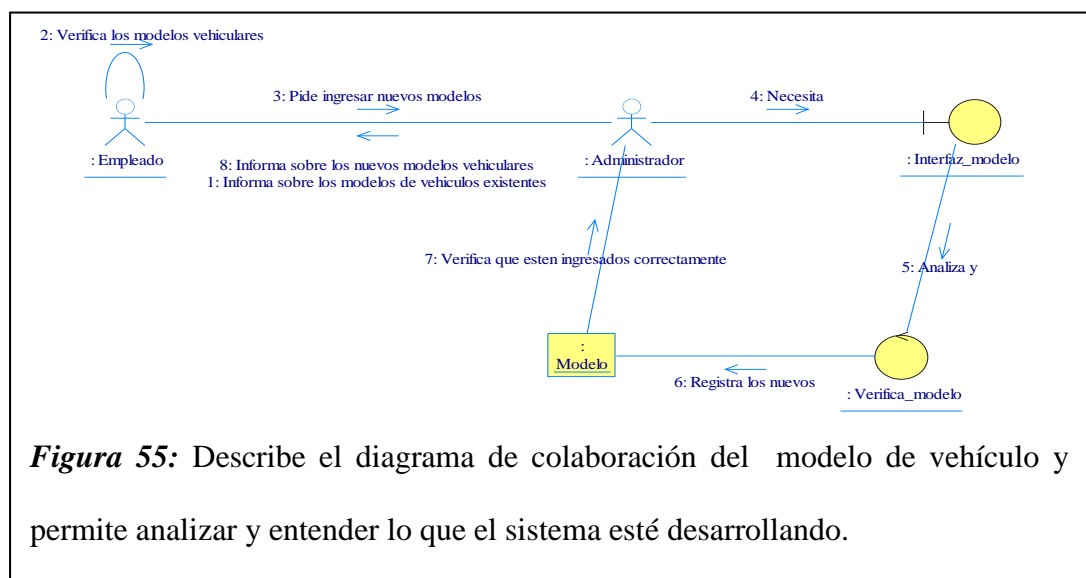 2: Verifica los modelos vehiculares
3: Pide ingresar nuevos modelos
4: Necesita
: Empleado
8: Informa sobre los nuevos modelos vehiculares
1: Informa sobre los modelos de vehiculos existentes
: Administrador
: Interfaz_modelo
7: Verifica que esten ingresados correctamente
5: Analiza y
:
Modelo
6: Registra los nuevos
: Verifica_modelo
Figura 55: Describe el diagrama de colaboración del modelo de vehículo y
permite analizar y entender lo que el sistema esté desarrollando.